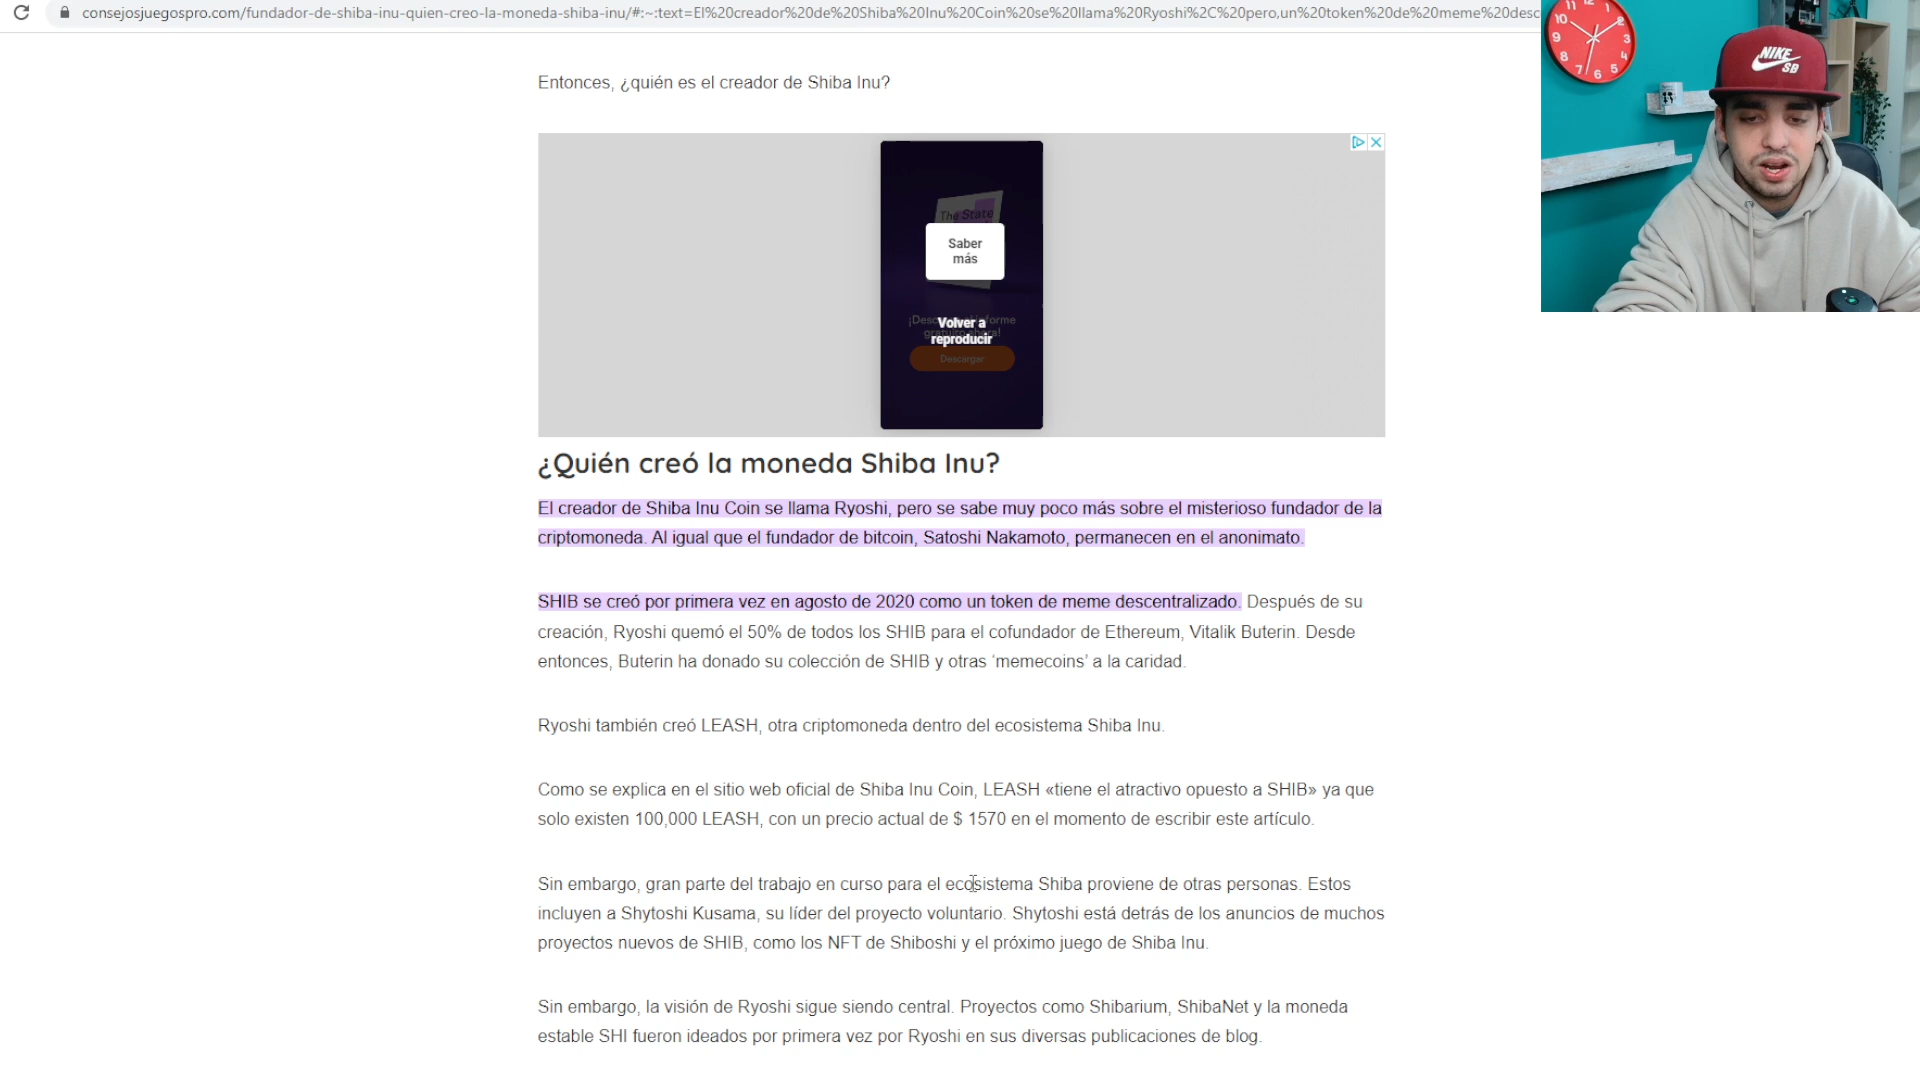 consejosjuegospro.com/fundador-de-shiba-inu-quien-creo-la-moneda-shiba-inu/#:~:text=El%20creador%20de%20Shiba%20Inu%20Coin%20se%20llama%20Ryoshi%2C%20pero,un%20token%20de%20meme%20desc
Entonces, ¿quién es el creador de Shiba Inu?
The State
Saber
más
Volver a
reproducir
Descargar
NIKE
SB
11 12 1
10 2
9 3
8 4
7 6 5
¿Quién creó la moneda Shiba Inu?
El creador de Shiba Inu Coin se llama Ryoshi, pero se sabe muy poco más sobre el misterioso fundador de la
criptomoneda. Al igual que el fundador de bitcoin, Satoshi Nakamoto, permanecen en el anonimato.
SHIB se creó por primera vez en agosto de 2020 como un token de meme descentralizado. Después de su
creación, Ryoshi quemó el 50% de todos los SHIB para el cofundador de Ethereum, Vitalik Buterin. Desde
entonces, Buterin ha donado su colección de SHIB y otras ‘memecoins’ a la caridad.
Ryoshi también creó LEASH, otra criptomoneda dentro del ecosistema Shiba Inu.
Como se explica en el sitio web oficial de Shiba Inu Coin, LEASH «tiene el atractivo opuesto a SHIB» ya que
solo existen 100,000 LEASH, con un precio actual de $ 1570 en el momento de escribir este artículo.
Sin embargo, gran parte del trabajo en curso para el ecosistema Shiba proviene de otras personas. Estos
incluyen a Shytoshi Kusama, su líder del proyecto voluntario. Shytoshi está detrás de los anuncios de muchos
proyectos nuevos de SHIB, como los NFT de Shiboshi y el próximo juego de Shiba Inu.
Sin embargo, la visión de Ryoshi sigue siendo central. Proyectos como Shibarium, ShibaNet y la moneda
estable SHI fueron ideados por primera vez por Ryoshi en sus diversas publicaciones de blog.